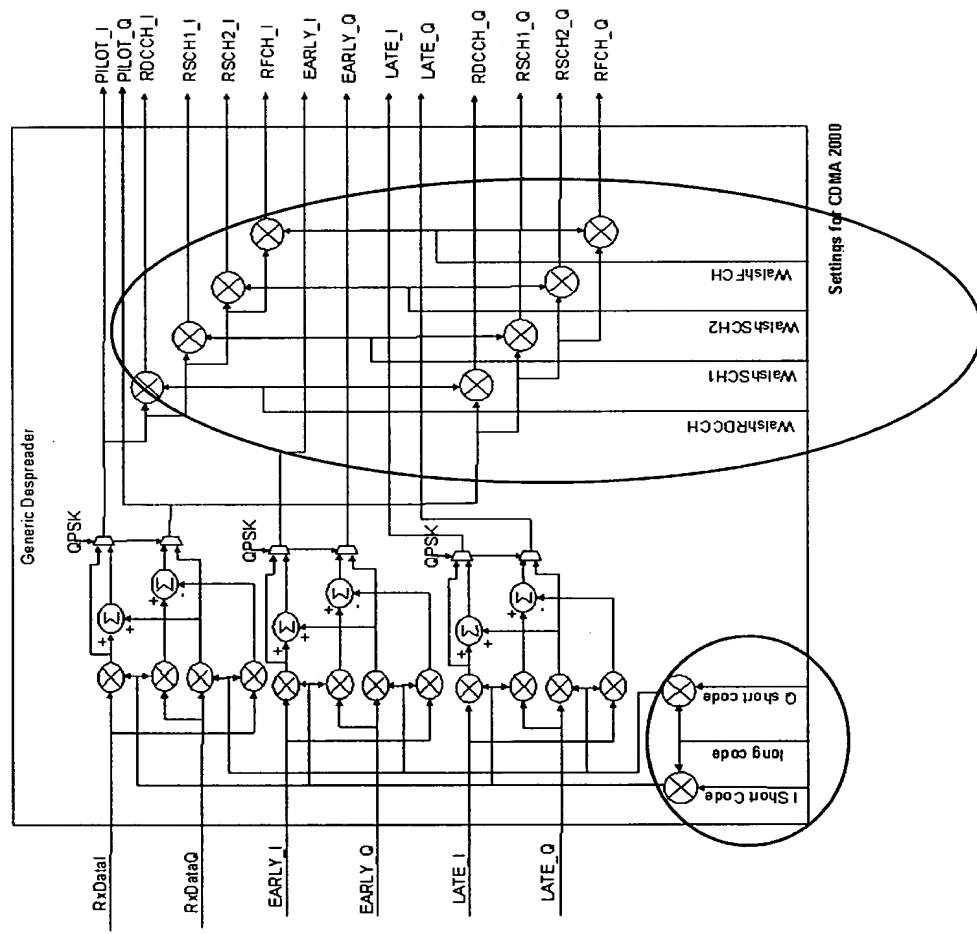 Generic Despreader
RxDataI
RxDataQ
EARLY_I
EARLY_Q
LATE_I
LATE_Q
QPSK
+
+
Σ
+
-
Σ
QPSK
+
+
Σ
+
-
Σ
QPSK
+
+
Σ
+
-
Σ
PILOT_I
PILOT_Q
RDCCH_I
RSCH1_I
RSCH2_I
RFCH_I
EARLY_I
EARLY_Q
LATE_I
LATE_Q
RDCCH_Q
RSCH1_Q
RSCH2_Q
RFCH_Q
I Short Code
long code
Q short code
WalshRDCCH
WalshSCH1
WalshSCH2
WalshFCH
Settings for CDMA 2000